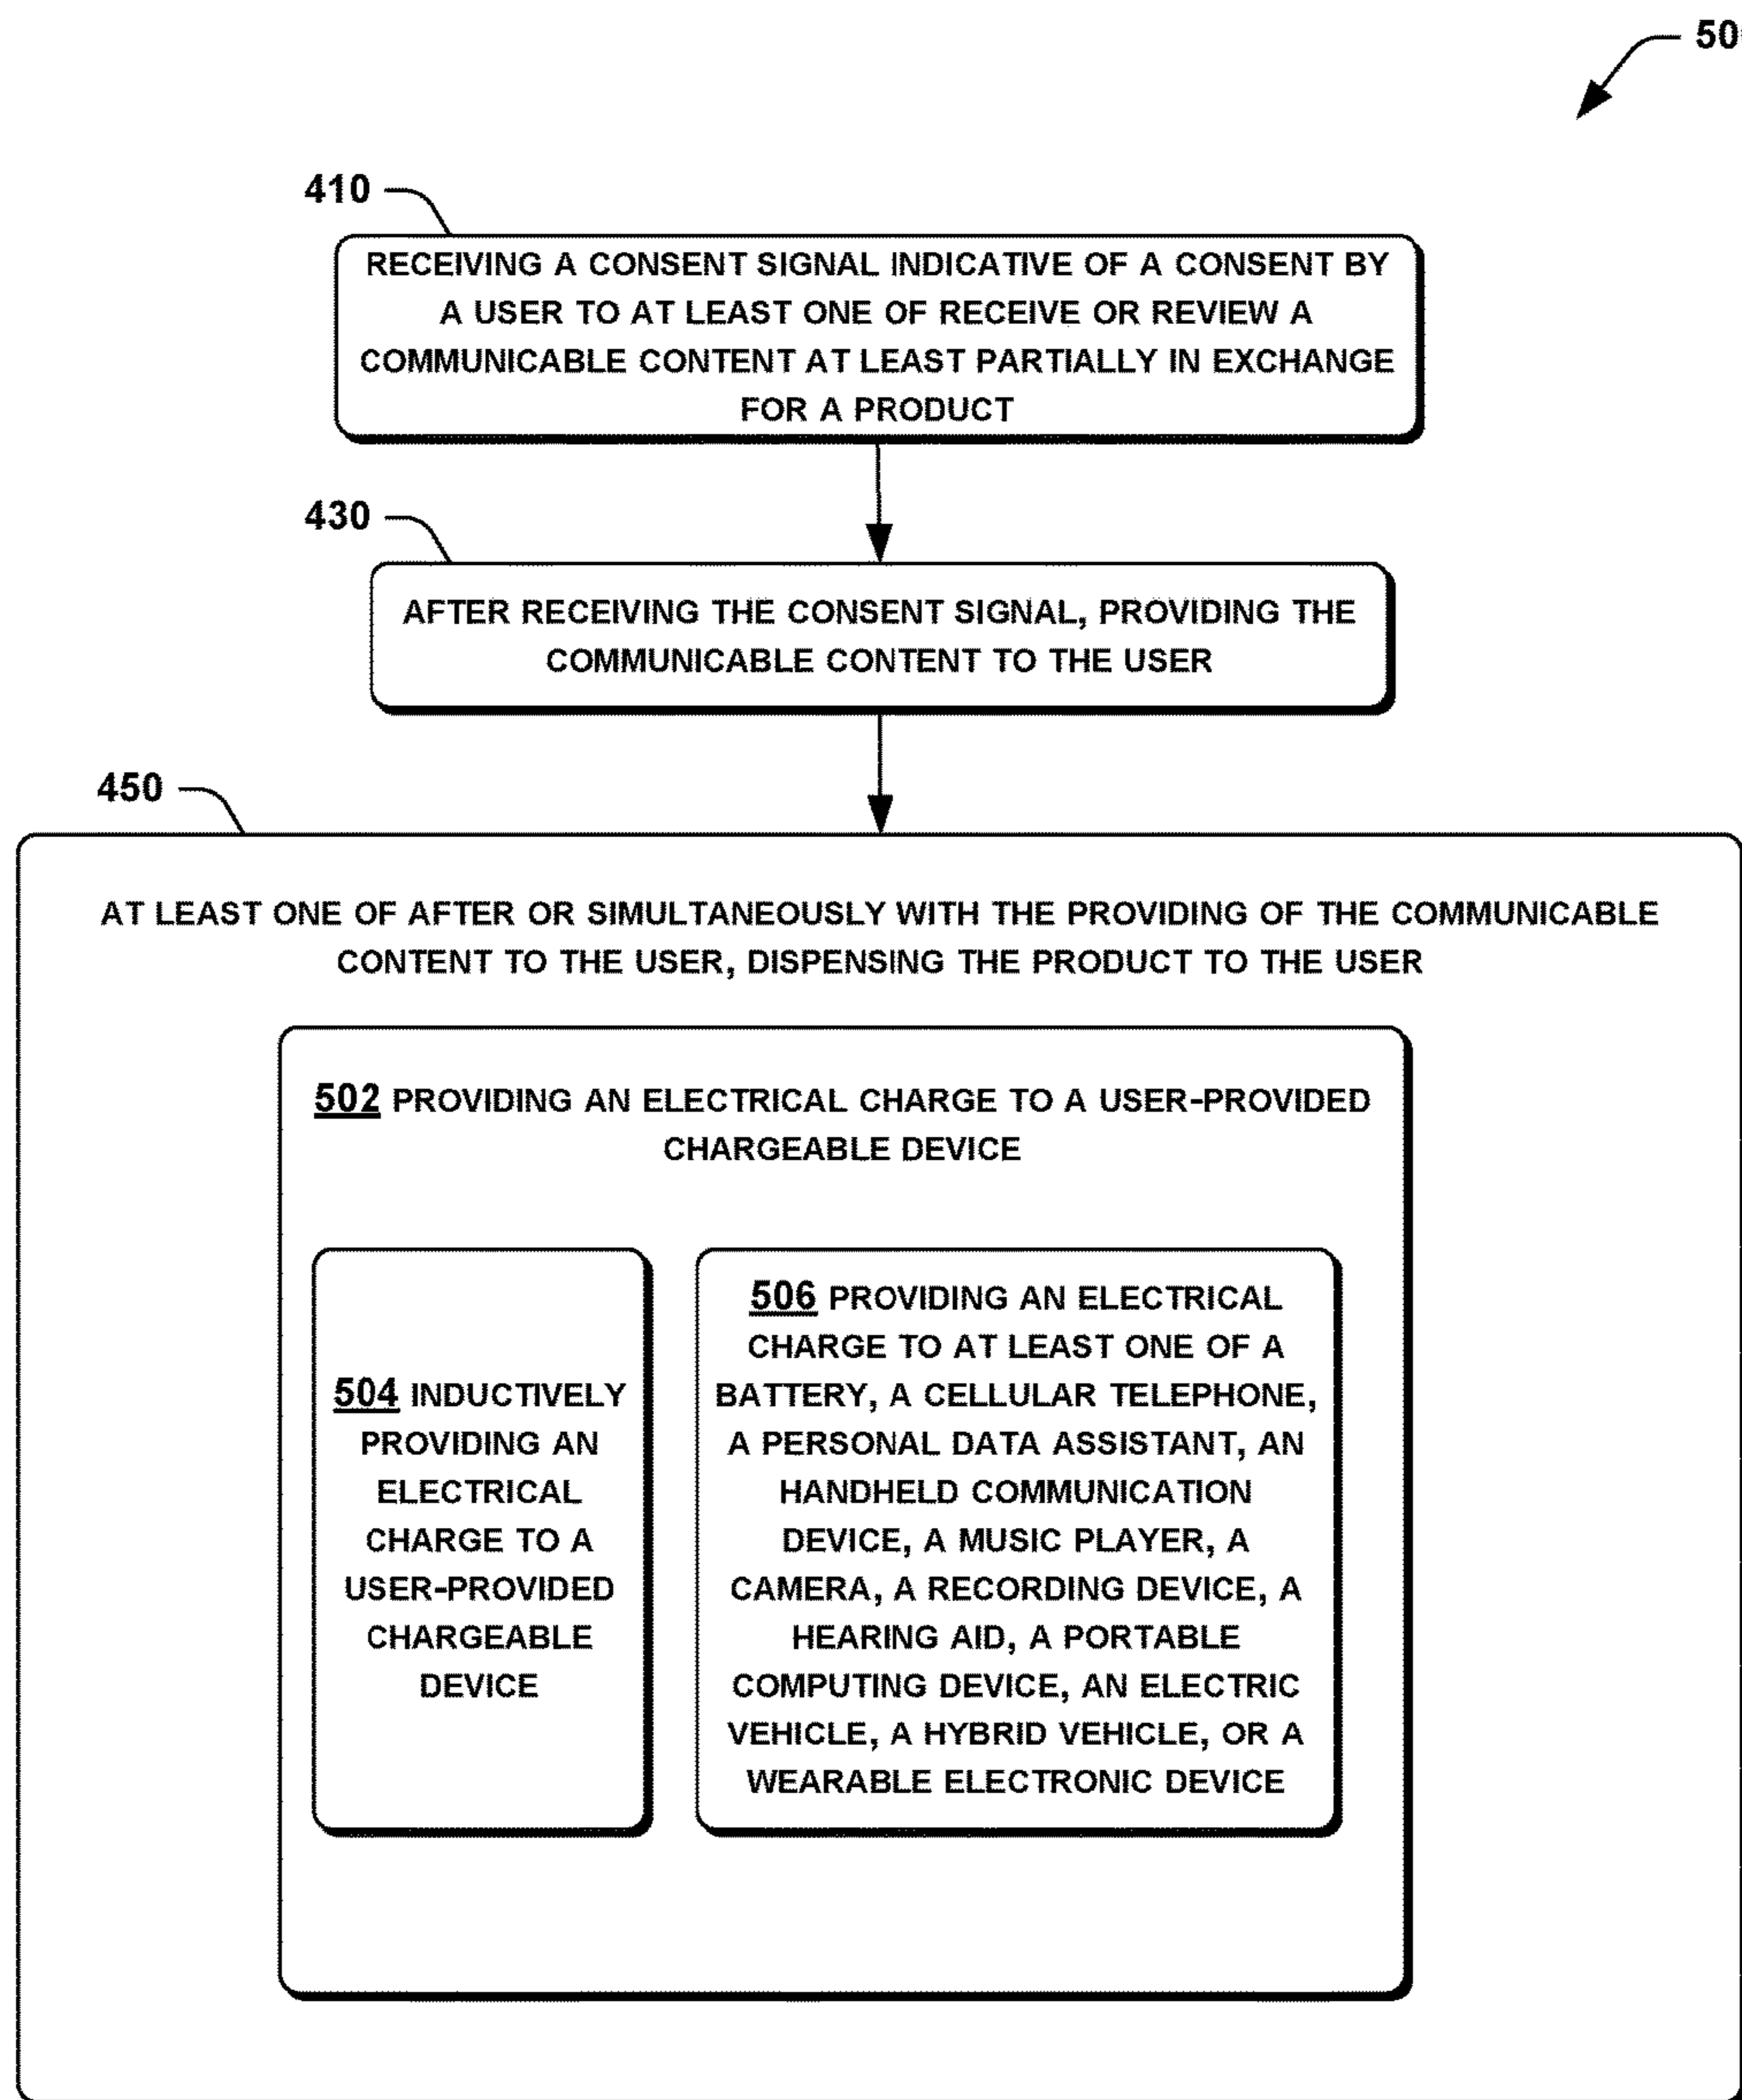 50
410
RECEIVING A CONSENT SIGNAL INDICATIVE OF A CONSENT BY
A USER TO AT LEAST ONE OF RECEIVE OR REVIEW A
COMMUNICABLE CONTENT AT LEAST PARTIALLY IN EXCHANGE
FOR A PRODUCT
430
AFTER RECEIVING THE CONSENT SIGNAL, PROVIDING THE
COMMUNICABLE CONTENT TO THE USER
450
AT LEAST ONE OF AFTER OR SIMULTANEOUSLY WITH THE PROVIDING OF THE COMMUNICABLE
CONTENT TO THE USER, DISPENSING THE PRODUCT TO THE USER
502 PROVIDING AN ELECTRICAL CHARGE TO A USER-PROVIDED
CHARGEABLE DEVICE
504 INDUCTIVELY
PROVIDING AN
ELECTRICAL
CHARGE TO A
USER-PROVIDED
CHARGEABLE
DEVICE
506 PROVIDING AN ELECTRICAL
CHARGE TO AT LEAST ONE OF A
BATTERY, A CELLULAR TELEPHONE,
A PERSONAL DATA ASSISTANT, AN
HANDHELD COMMUNICATION
DEVICE, A MUSIC PLAYER, A
CAMERA, A RECORDING DEVICE, A
HEARING AID, A PORTABLE
COMPUTING DEVICE, AN ELECTRIC
VEHICLE, A HYBRID VEHICLE, OR A
WEARABLE ELECTRONIC DEVICE